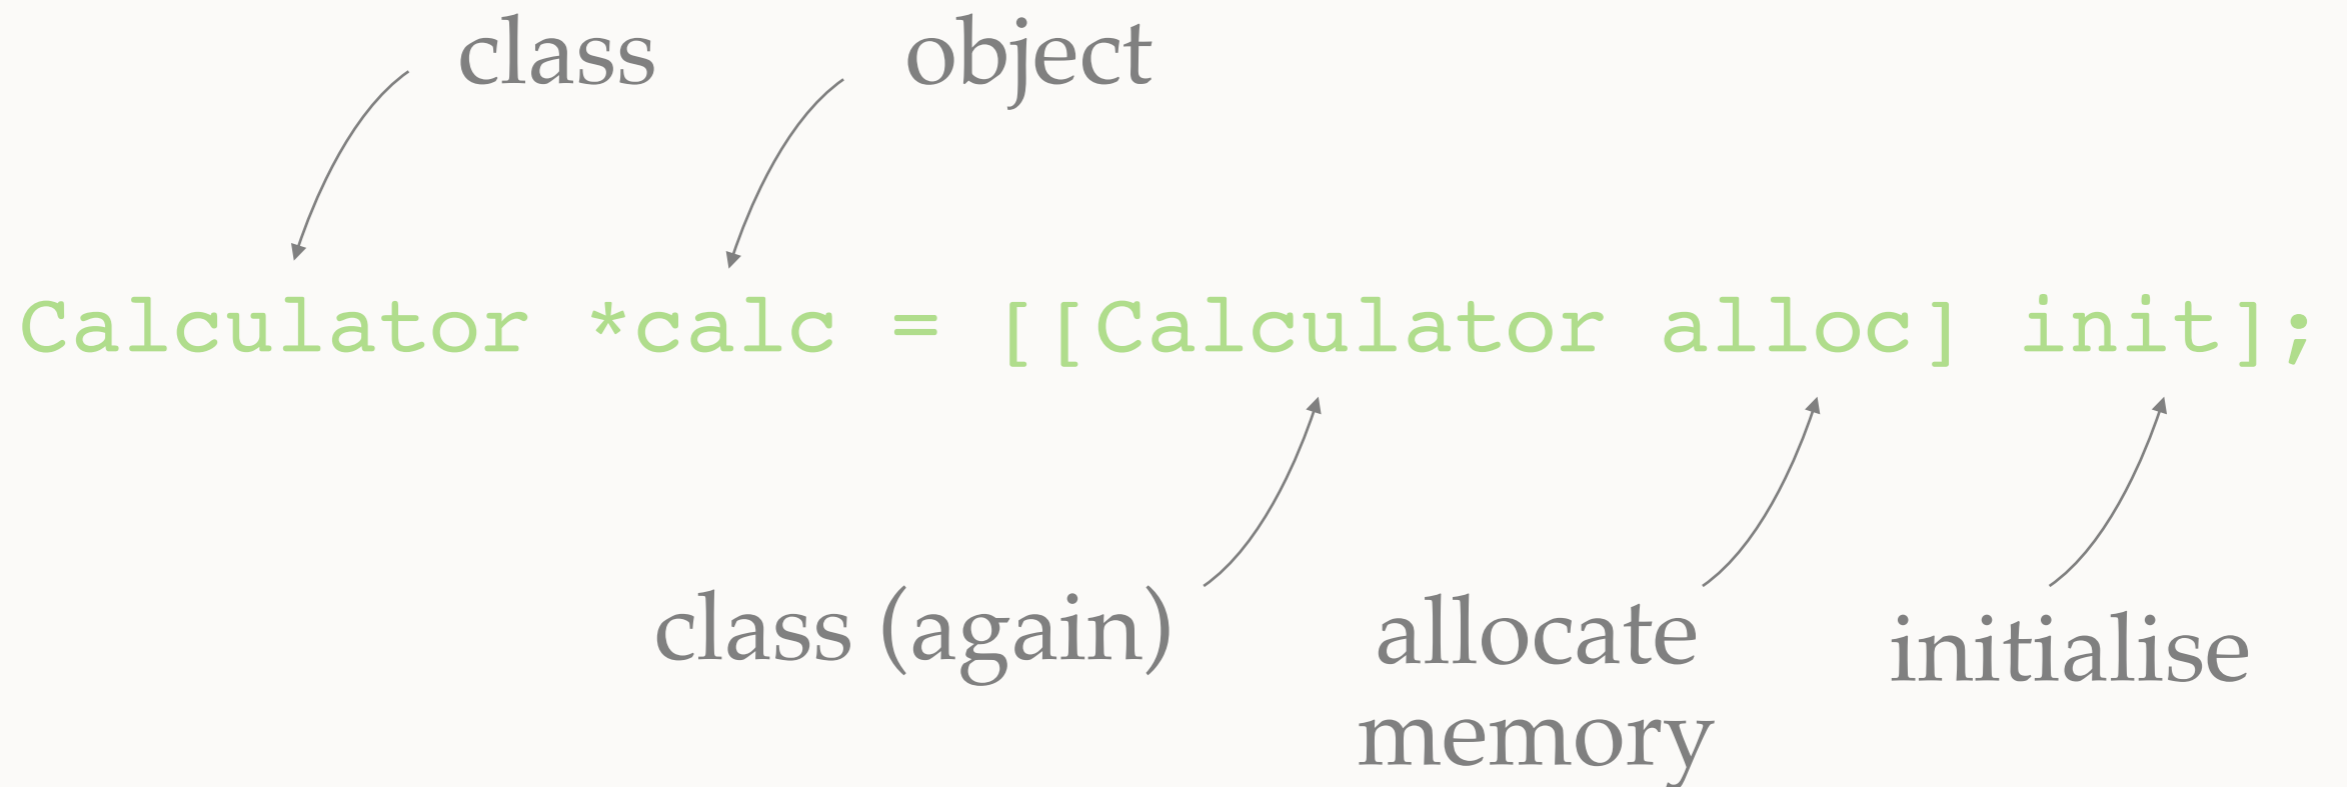 class object
Calculator *calc = [[Calculator alloc] init];
class (again) allocate initialise
memory